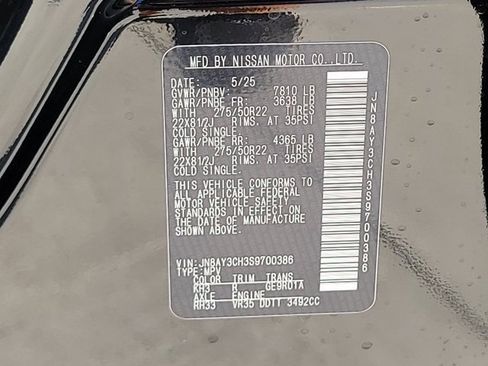 MFD BY NISSAN MOTOR CO.,LTD.
DATE: 5/25
GVWR/PNBV: 7810 LB
GAWR/PNBE FR: 3638 LB
WITH 275/50R22 TIRES
22X81/2J RIMS, AT 35PSI
COLD SINGLE.
GAWR/PNBE RR: 4365 LB
WITH 275/50R22 TIRES
22X81/2J RIMS, AT 35PSI
COLD SINGLE.
THIS VEHICLE CONFORMS TO
ALL APPLICABLE FEDERAL
MOTOR VEHICLE SAFETY
STANDARDS IN EFFECT ON
THE DATE OF MANUFACTURE
SHOWN ABOVE.
VIN: JN8AY3CH3S9700386
TYPE: MPV
COLOR TRIM TRANS
KH3 GE9R01A
AXLE ENGINE
RH33 VR35 DDTT 3492CC
JN8AY3CH3S9700386